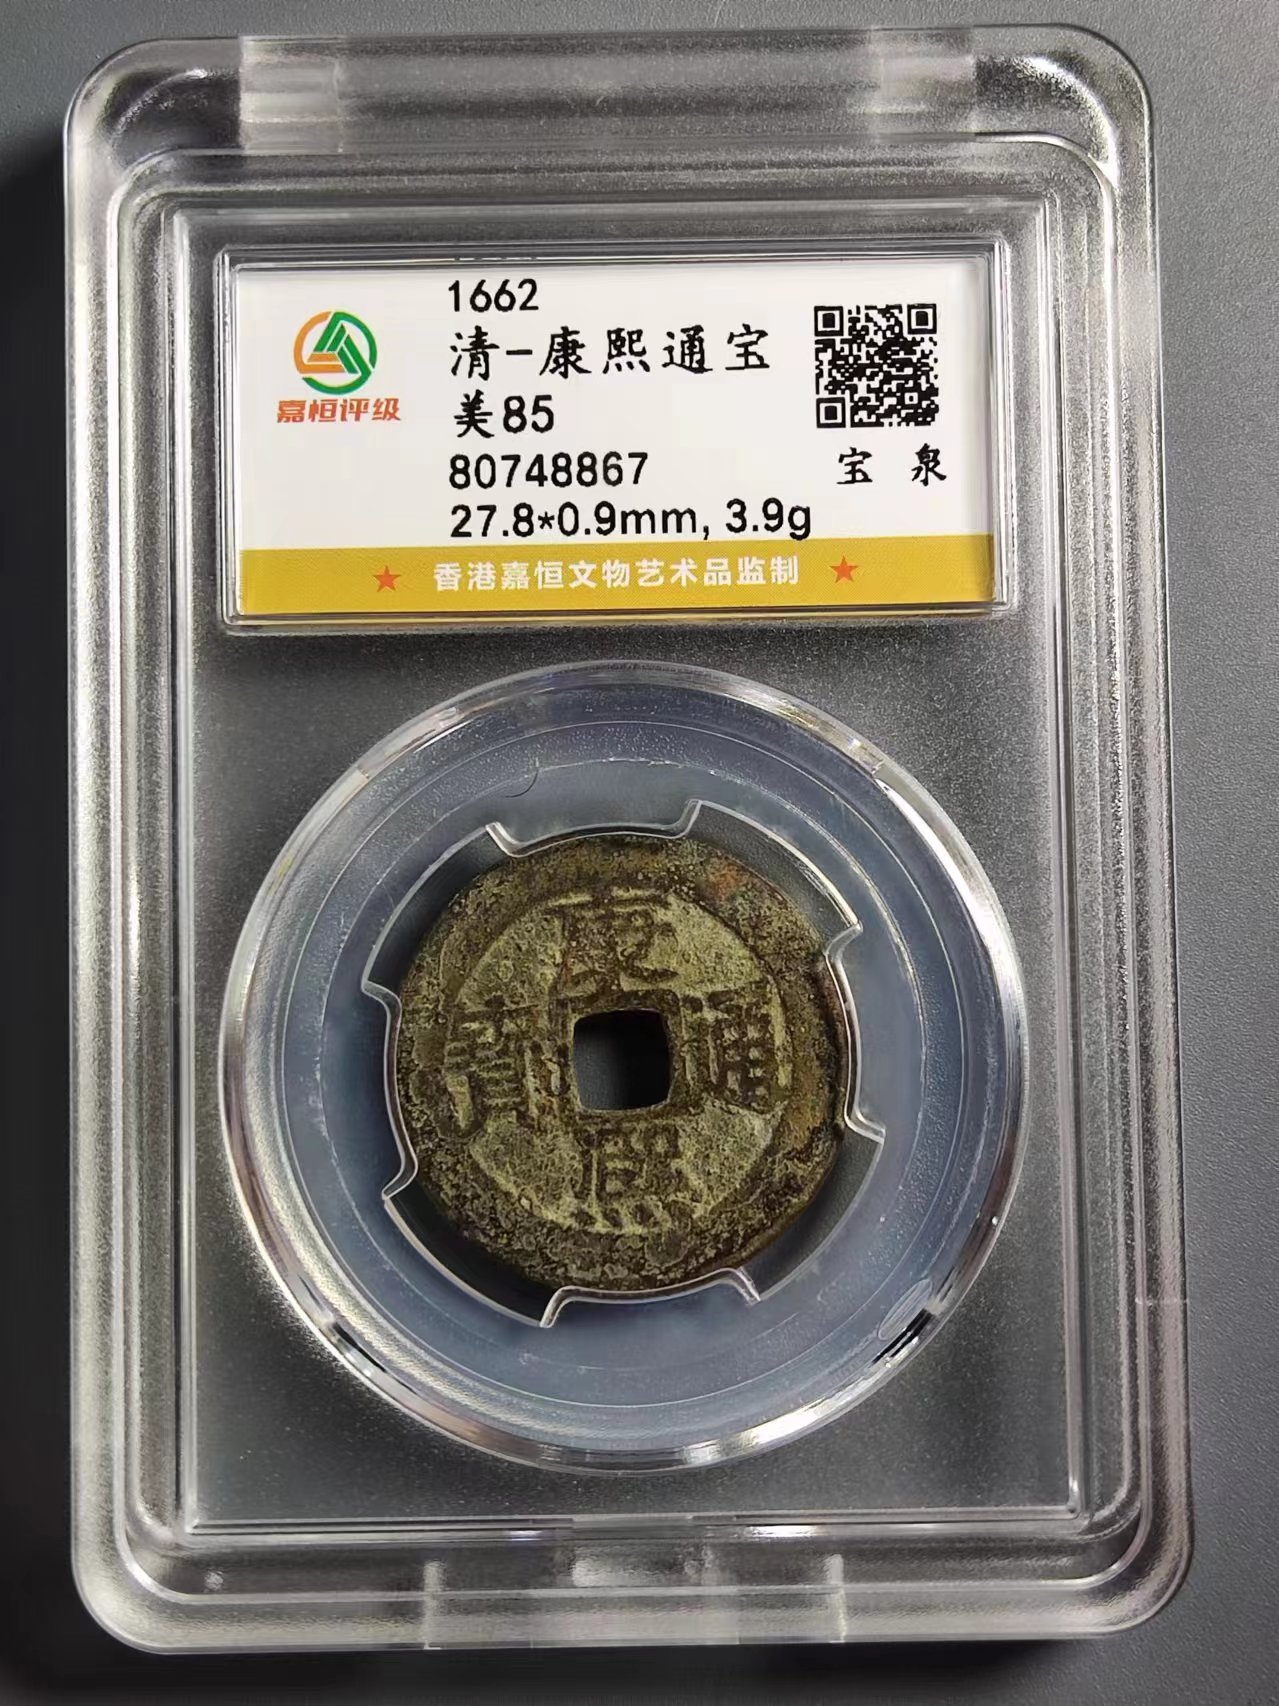 1662
清-康熙通宝
美85
80748867
27.8*0.9mm, 3.9g
嘉恒评级
宝 泉
★ 香港嘉恒文物艺术品监制 ★
康
熙
通
寶